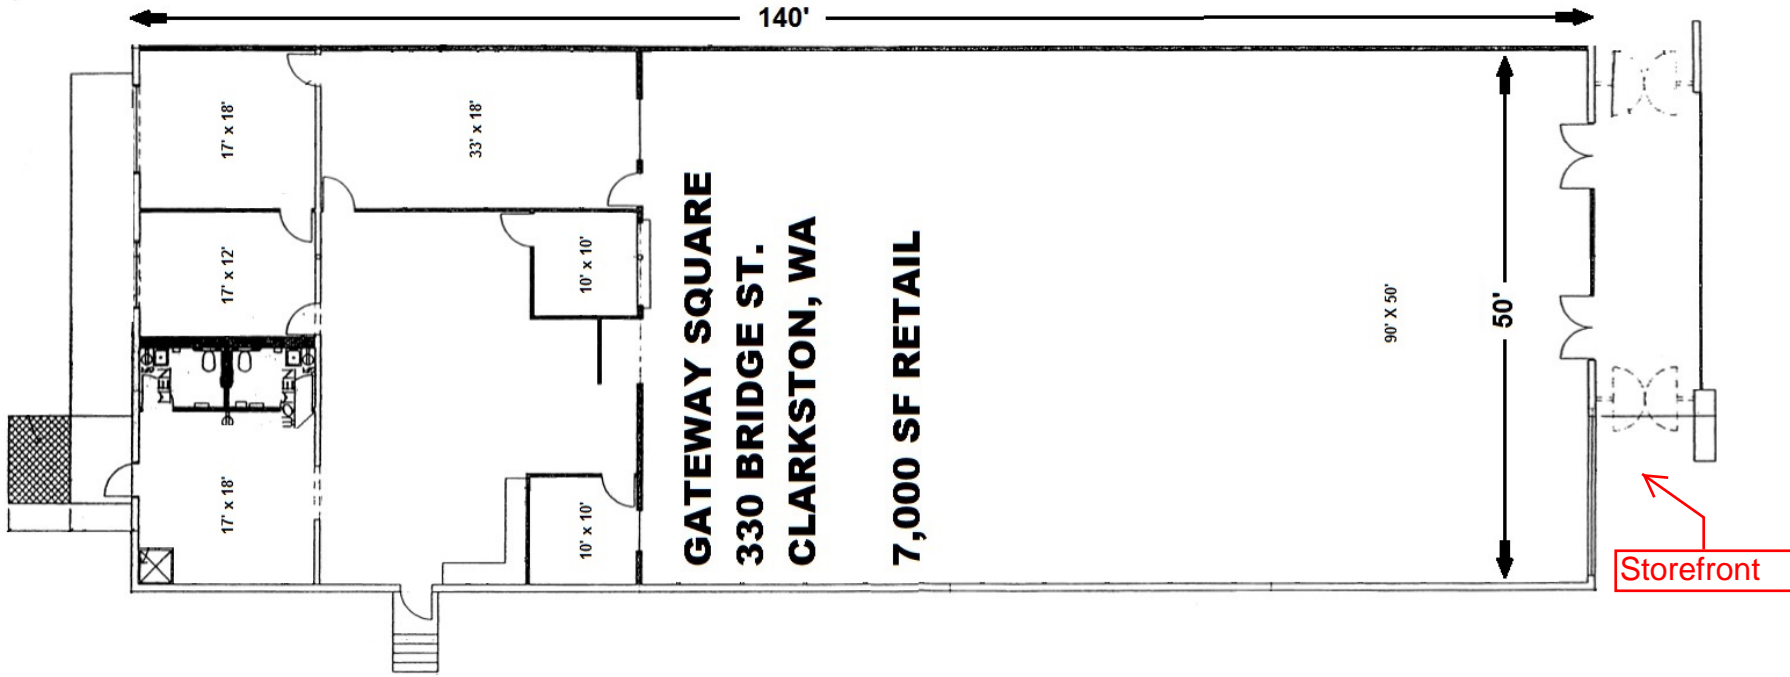 140'
17' x 18'
33' x 18'
17' x 12'
10' x 10'
MEN
WOMEN
17' x 18'
10' x 10'
GATEWAY SQUARE
330 BRIDGE ST.
CLARKSTON, WA
7,000 SF RETAIL
90' X 50'
50'
Storefront